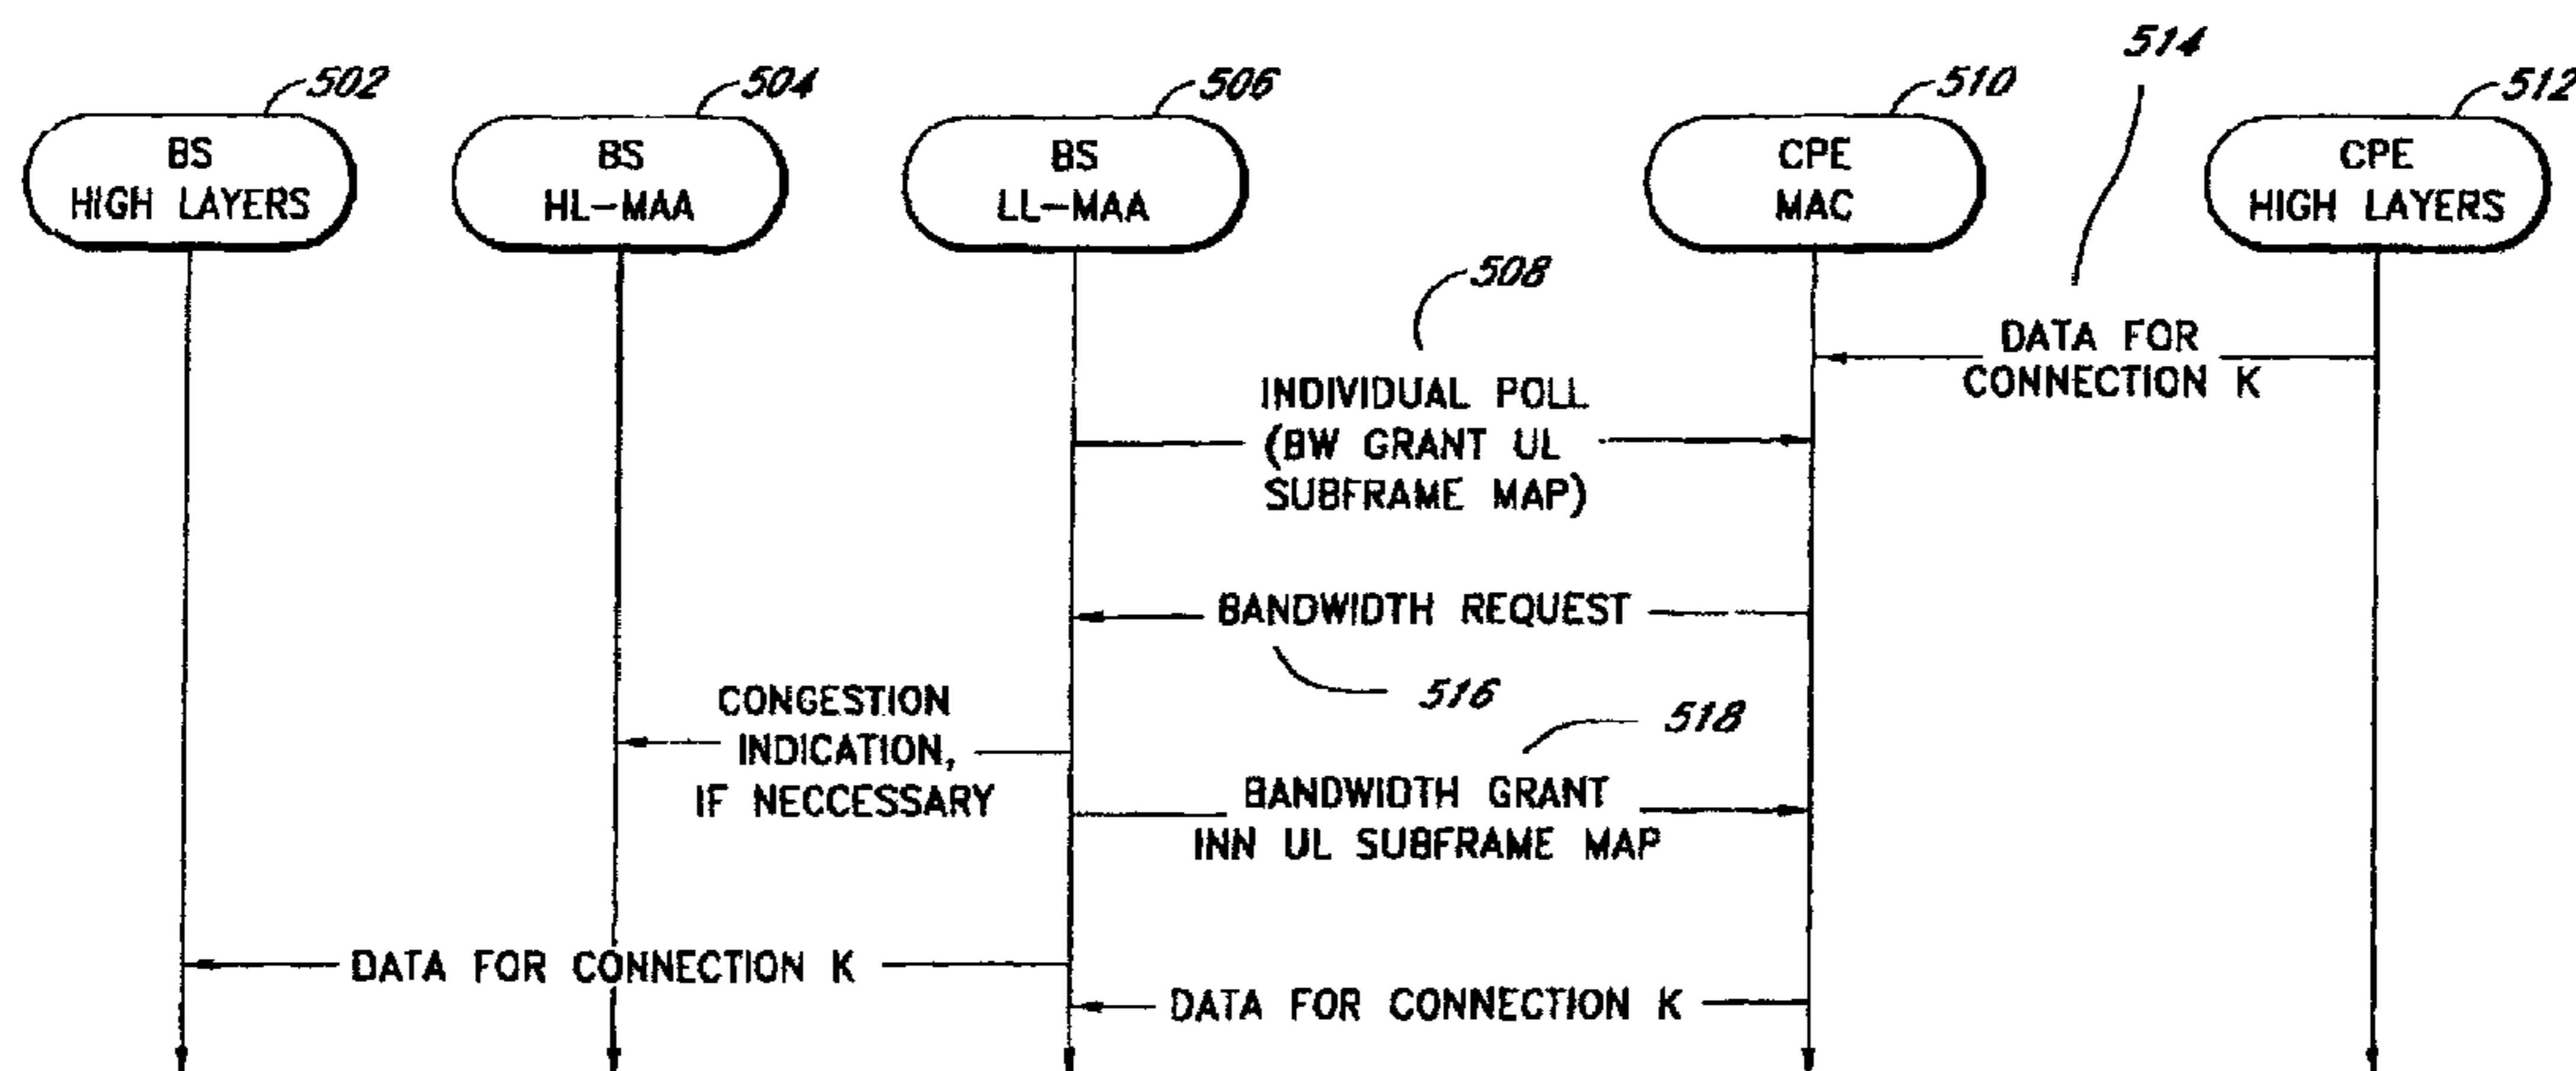 514
502
504
506
510
512
BS
HIGH LAYERS
BS
HL-MAA
BS
LL-MAA
CPE
MAC
CPE
HIGH LAYERS
508
DATA FOR
CONNECTION K
INDIVIDUAL POLL
(BW GRANT UL
SUBFRAME MAP)
BANDWIDTH REQUEST
516
518
CONGESTION
INDICATION,
IF NECCESSARY
BANDWIDTH GRANT
INN UL SUBFRAME MAP
DATA FOR CONNECTION K
DATA FOR CONNECTION K